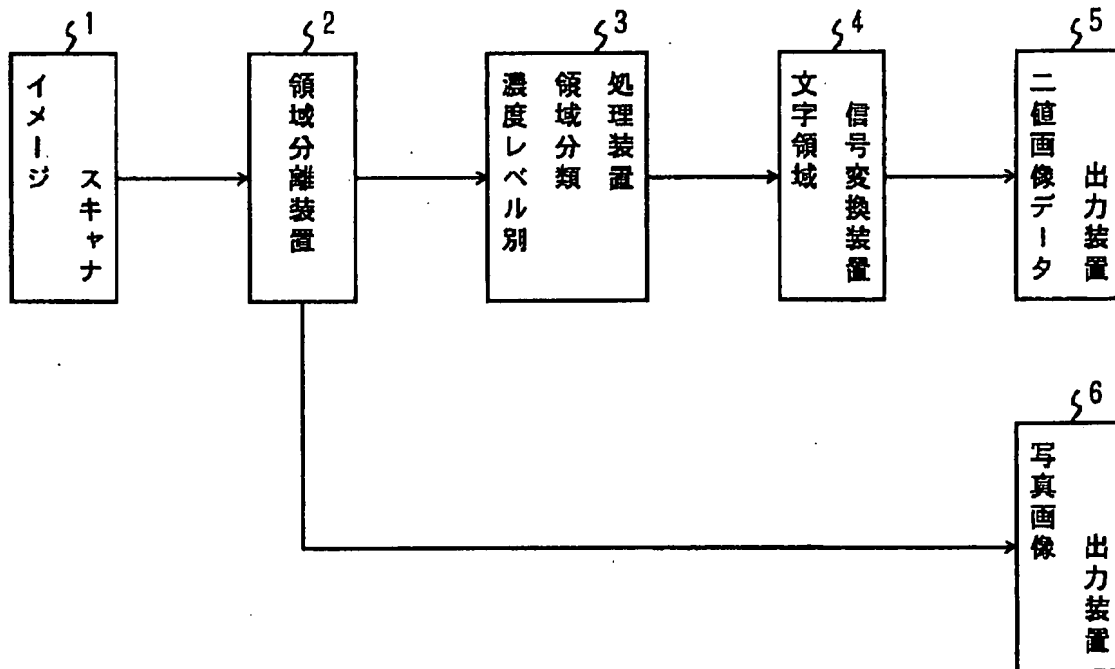 1
イメージ
スキャナ
2
領域分離装置
3
濃度レベル別
領域分類
処理装置
4
文字領域
信号変換装置
5
二値画像データ
出力装置
6
写真画像
出力装置